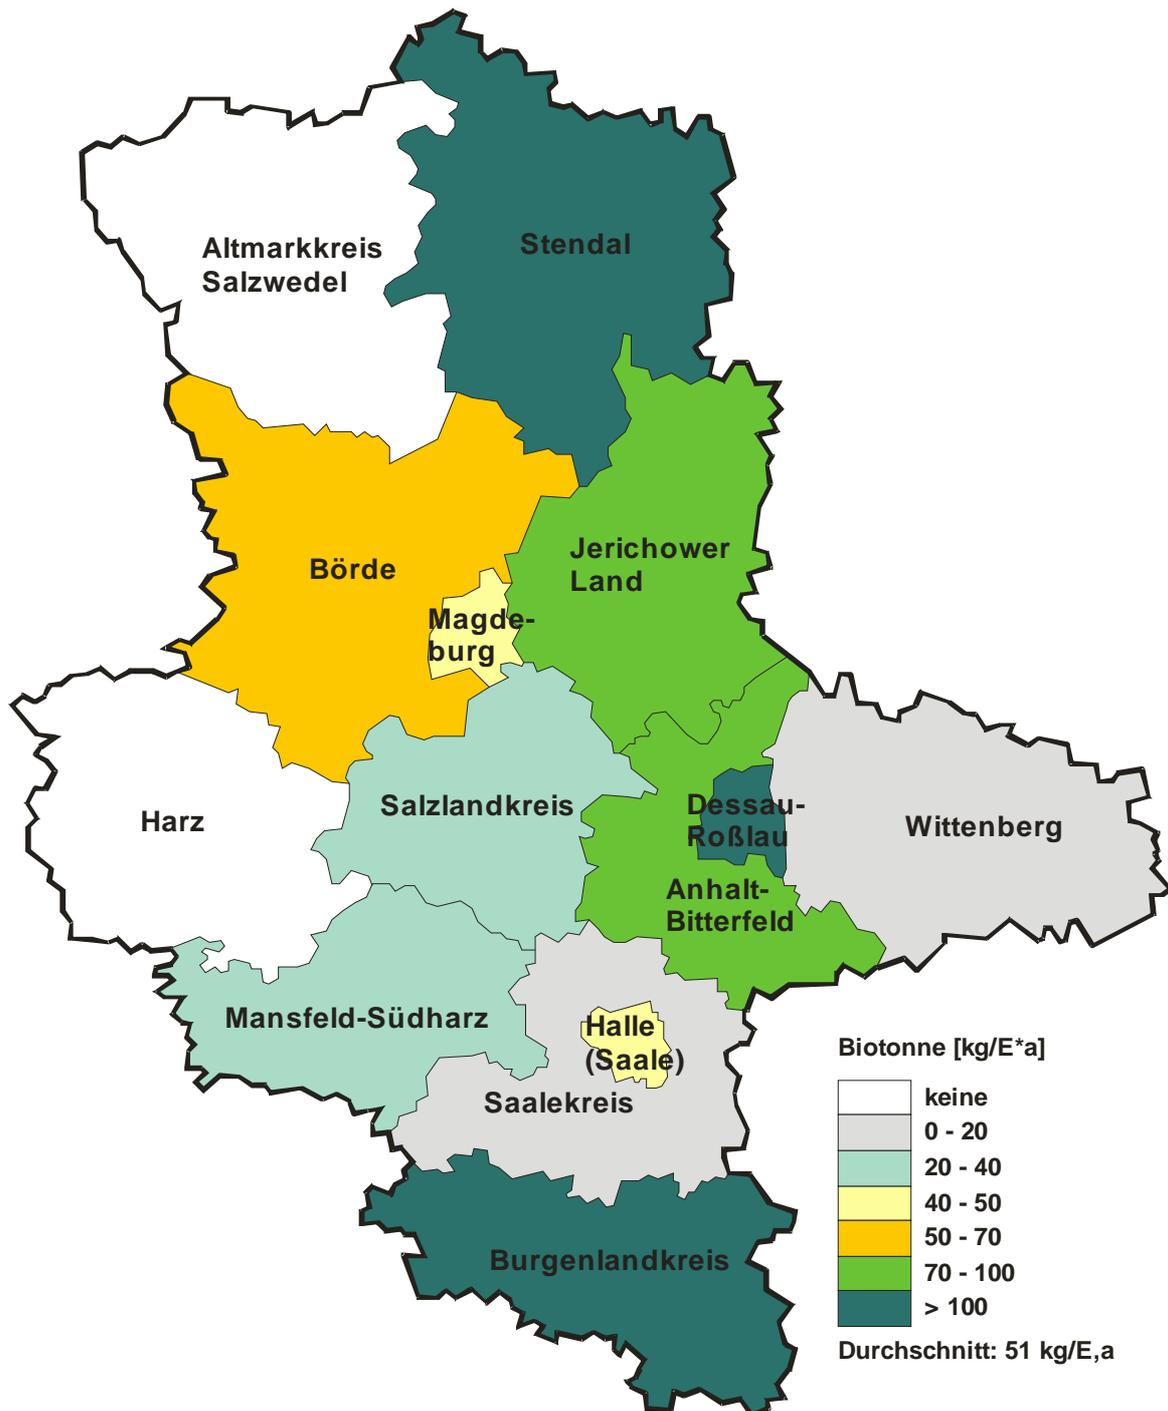 Altmarkkreis
Salzwedel
Stendal
Börde
Jerichower
Land
Magde-
burg
Harz
Salzlandkreis
Dessau-
Roßlau
Wittenberg
Anhalt-
Bitterfeld
Mansfeld-Südharz
Halle
(Saale)
Saalekreis
Burgenlandkreis
Biotonne [kg/E*a]
keine
0 - 20
20 - 40
40 - 50
50 - 70
70 - 100
> 100
Durchschnitt: 51 kg/E,a